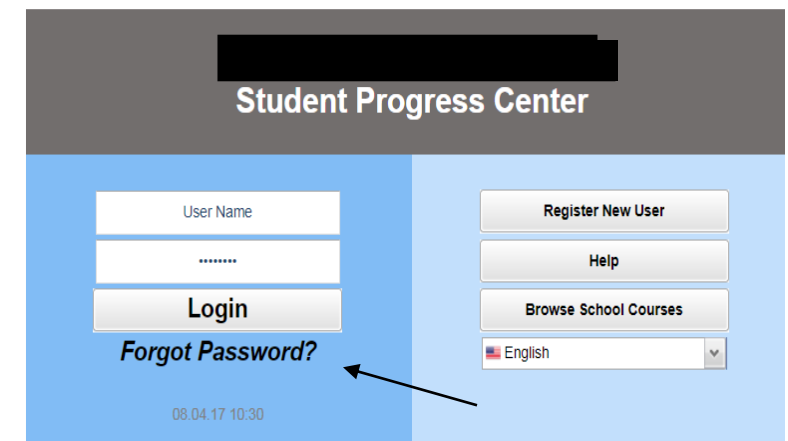 Student Progress Center
User Name
········
Login
Forgot Password?
08.04.17 10:30
Register New User
Help
Browse School Courses
English